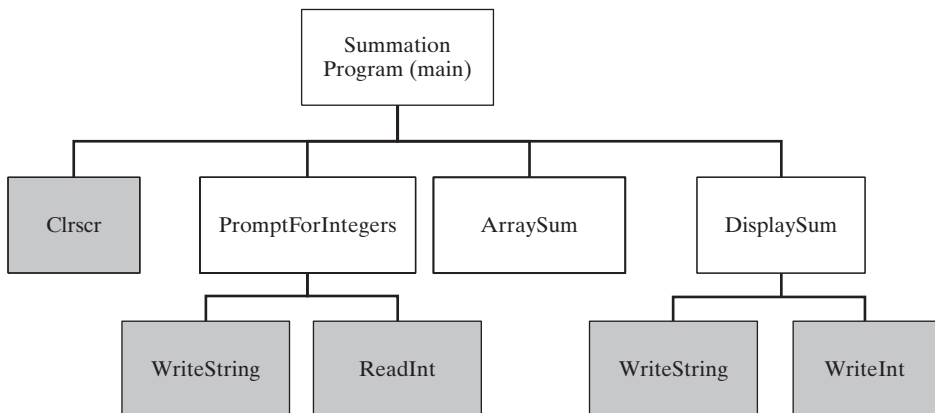 Summation
Program (main)
Clrscr
PromptForIntegers
ArraySum
DisplaySum
WriteString
ReadInt
WriteString
WriteInt